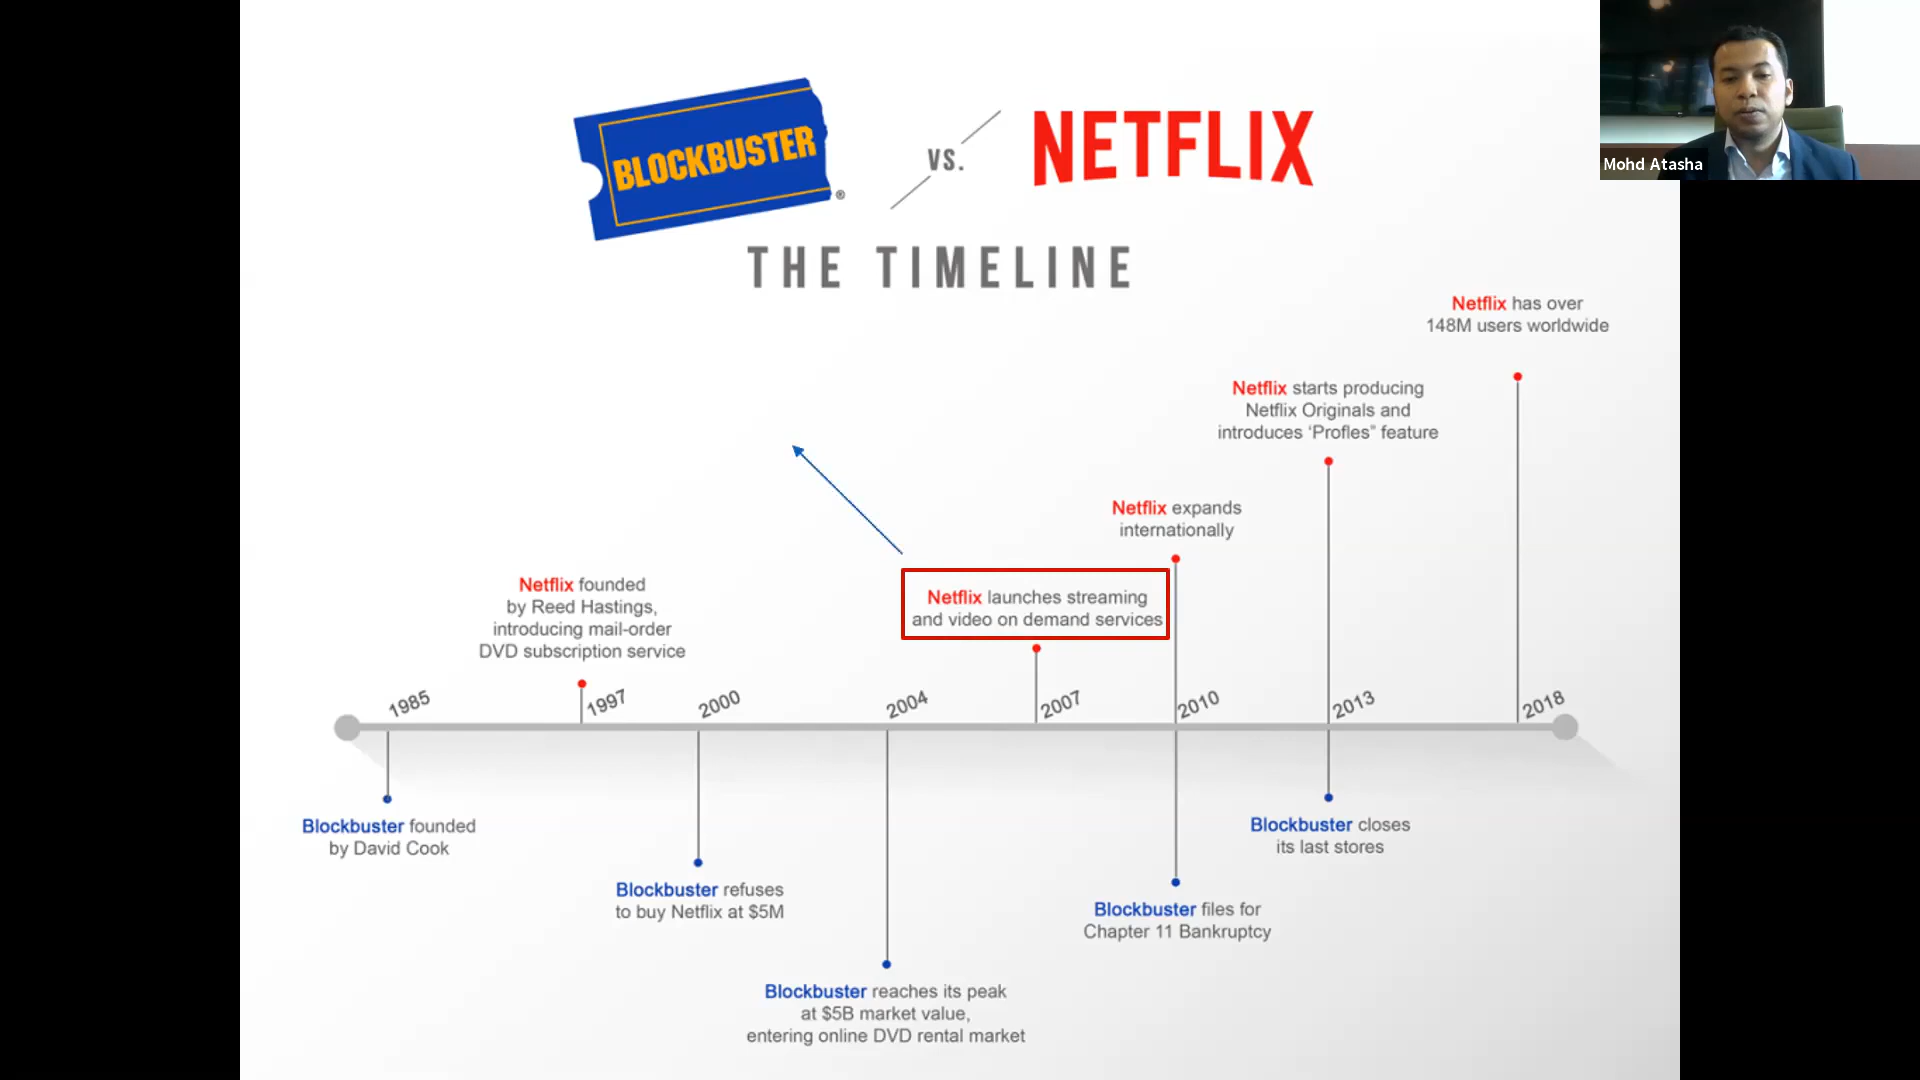 BLOCKBUSTER
®
VS.
NETFLIX
THE TIMELINE
Mohd Atasha
Netflix has over
148M users worldwide
Netflix starts producing
Netflix Originals and
introduces ‘Profles” feature
Netflix expands
internationally
Netflix launches streaming
and video on demand services
Netflix founded
by Reed Hastings,
introducing mail-order
DVD subscription service
1985
1997
2000
2004
2007
2010
2013
2018
Blockbuster founded
by David Cook
Blockbuster refuses
to buy Netflix at $5M
Blockbuster reaches its peak
at $5B market value,
entering online DVD rental market
Blockbuster files for
Chapter 11 Bankruptcy
Blockbuster closes
its last stores